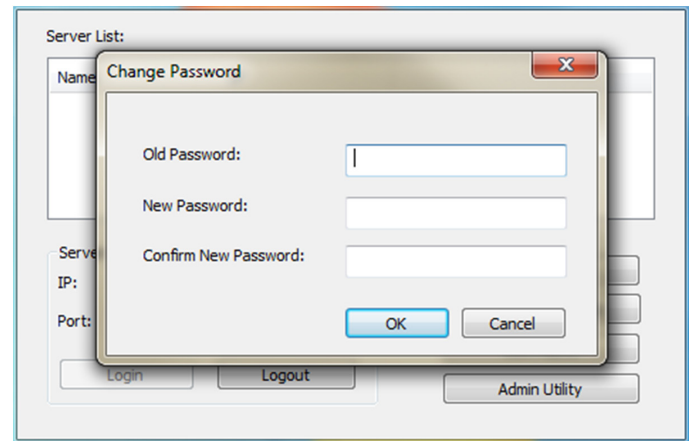 Server List:
Name
Change Password
Old Password:
New Password:
Confirm New Password:
Serve
IP:
Port:
OK Cancel
Login Logout
Admin Utility